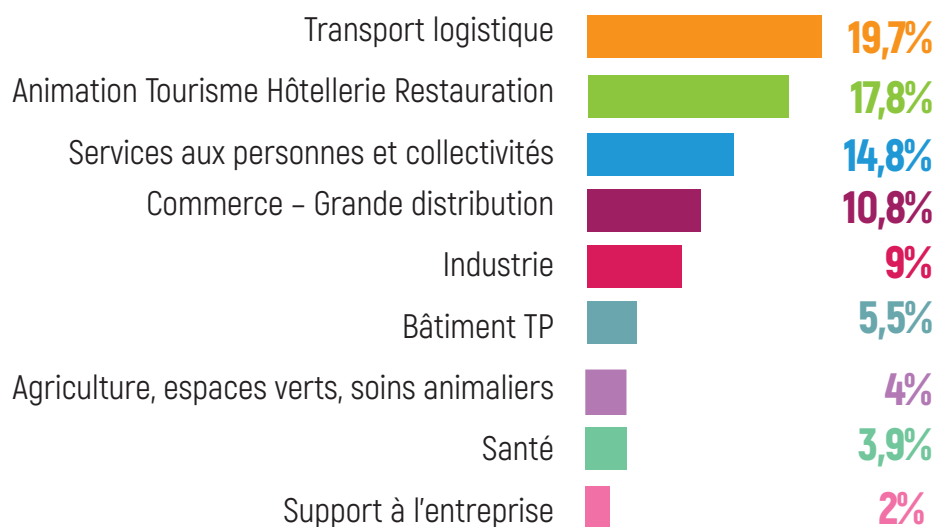 Transport logistique 19,7%
Animation Tourisme Hôtellerie Restauration 17,8%
Services aux personnes et collectivités 14,8%
Commerce – Grande distribution 10,8%
Industrie 9%
Bâtiment TP 5,5%
Agriculture, espaces verts, soins animaliers 4%
Santé 3,9%
Support à l'entreprise 2%